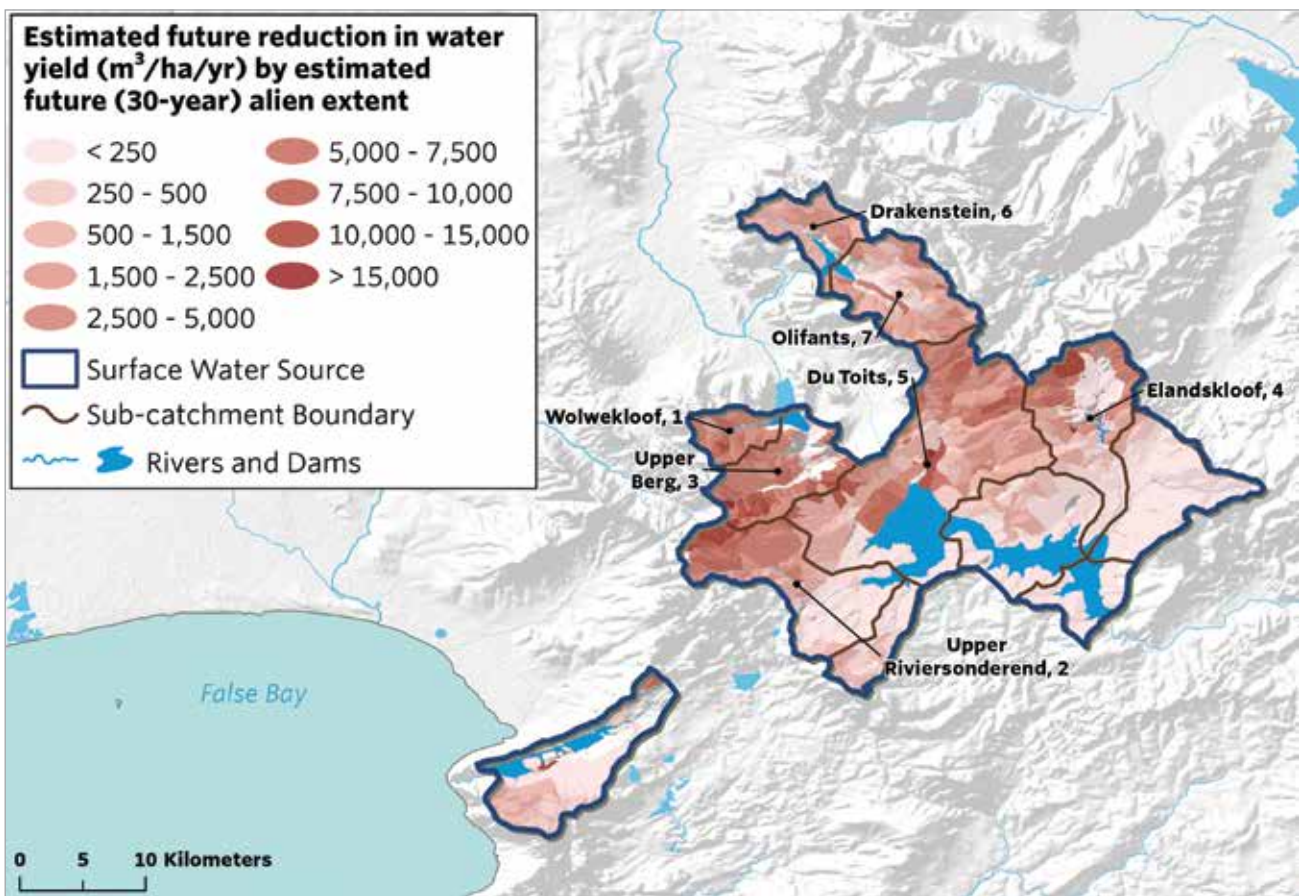 Estimated future reduction in water
yield (m³/ha/yr) by estimated
future (30-year) alien extent
< 250
250 - 500
500 - 1,500
1,500 - 2,500
2,500 - 5,000
5,000 - 7,500
7,500 - 10,000
10,000 - 15,000
> 15,000
Surface Water Source
Sub-catchment Boundary
Rivers and Dams
Drakenstein, 6
Olifants, 7
Du Toits, 5
Elandskloof, 4
Wolwekloof, 1
Upper
Berg, 3
Upper
Riviersonderend, 2
False Bay
0 5 10 Kilometers